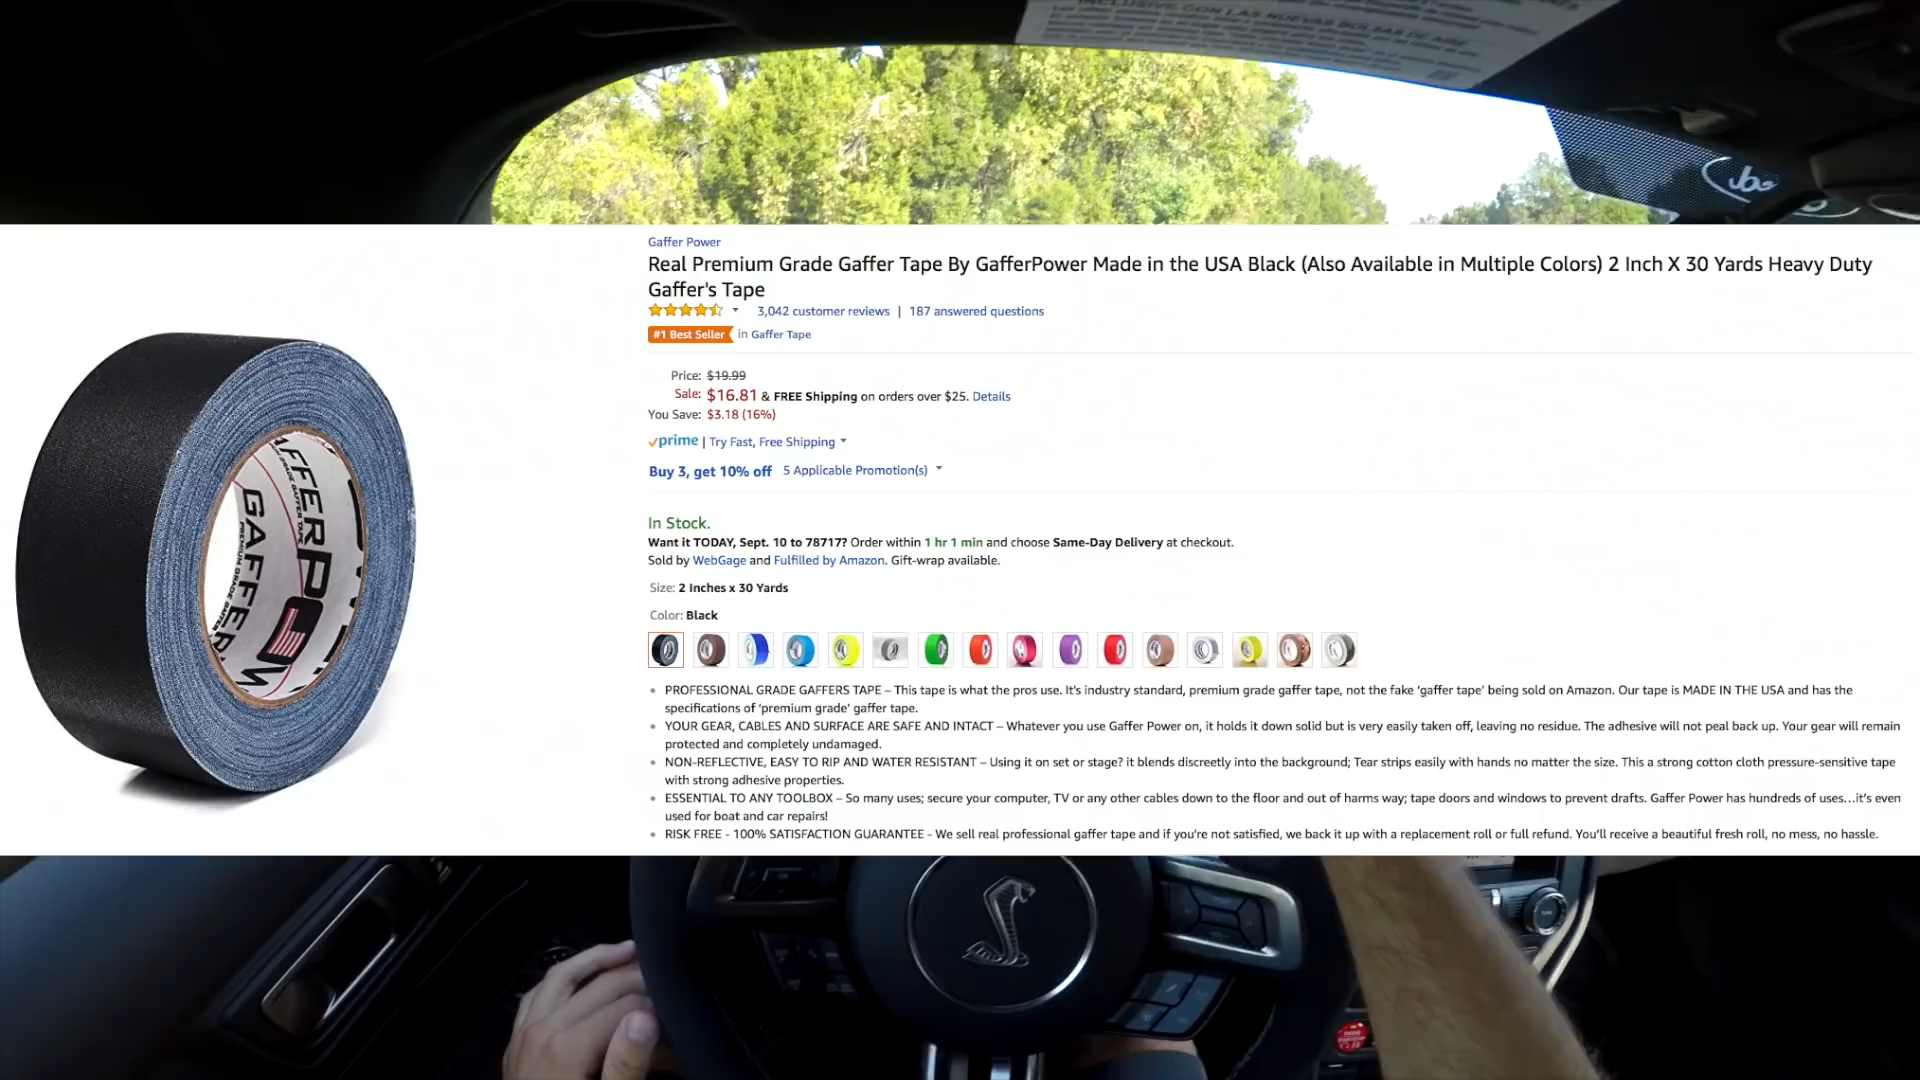 INCLUSIVE CON LAS NUEVAS BOLSAS DE AIRE
Gaffer Power
Real Premium Grade Gaffer Tape By GafferPower Made in the USA Black (Also Available in Multiple Colors) 2 Inch X 30 Yards Heavy Duty
Gaffer's Tape
3,042 customer reviews | 187 answered questions
#1 Best Seller in Gaffer Tape
Price: $19.99
Sale: $16.81 & FREE Shipping on orders over $25. Details
You Save: $3.18 (16%)
prime | Try Fast, Free Shipping
Buy 3, get 10% off 5 Applicable Promotion(s)
In Stock.
Want it TODAY, Sept. 10 to 78717? Order within 1 hr 1 min and choose Same-Day Delivery at checkout.
Sold by WebGage and Fulfilled by Amazon. Gift-wrap available.
Size: 2 Inches x 30 Yards
Color: Black
• PROFESSIONAL GRADE GAFFERS TAPE – This tape is what the pros use. It's industry standard, premium grade gaffer tape, not the fake 'gaffer tape' being sold on Amazon. Our tape is MADE IN THE USA and has the
specifications of 'premium grade' gaffer tape.
• YOUR GEAR, CABLES AND SURFACE ARE SAFE AND INTACT – Whatever you use Gaffer Power on, it holds it down solid but is very easily taken off, leaving no residue. The adhesive will not peal back up. Your gear will remain
protected and completely undamaged.
• NON-REFLECTIVE, EASY TO RIP AND WATER RESISTANT – Using it on set or stage? it blends discreetly into the background; Tear strips easily with hands no matter the size. This a strong cotton cloth pressure-sensitive tape
with strong adhesive properties.
• ESSENTIAL TO ANY TOOLBOX – So many uses; secure your computer, TV or any other cables down to the floor and out of harms way; tape doors and windows to prevent drafts. Gaffer Power has hundreds of uses...it's even
used for boat and car repairs!
• RISK FREE - 100% SATISFACTION GUARANTEE - We sell real professional gaffer tape and if you're not satisfied, we back it up with a replacement roll or full refund. You'll receive a beautiful fresh roll, no mess, no hassle.
AFFERPOW
GAFFER